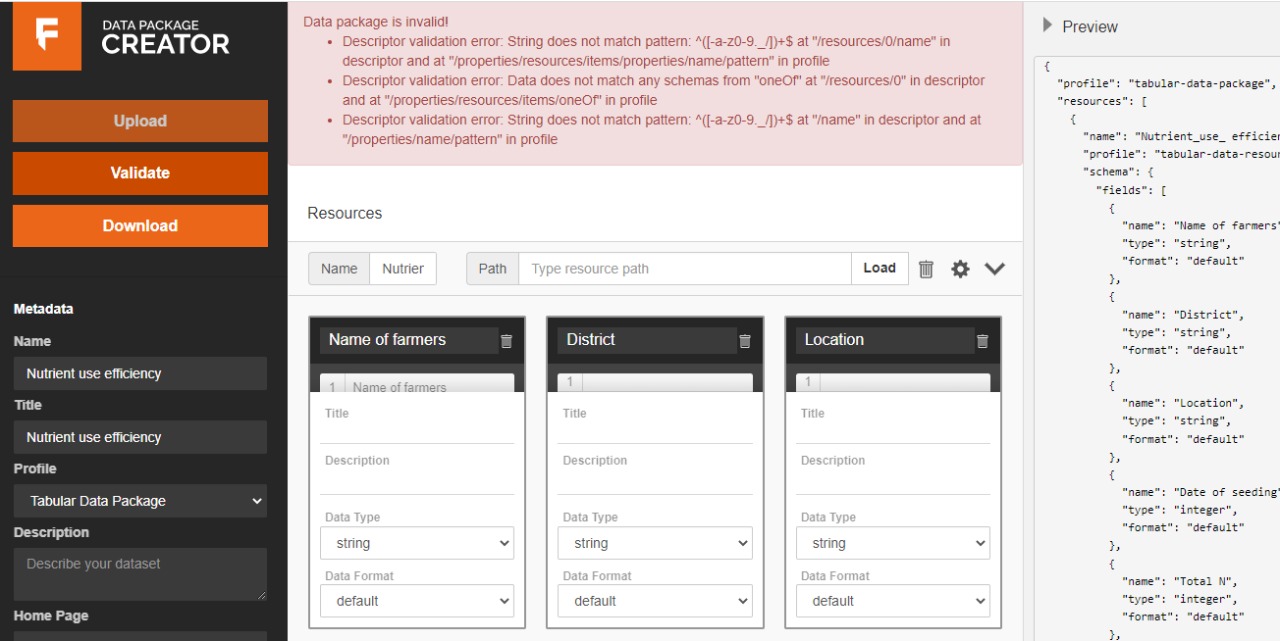 F
DATA PACKAGE
CREATOR
Upload
Validate
Download
Metadata
Name
Nutrient use efficiency
Title
Nutrient use efficiency
Profile
Tabular Data Package
Description
Describe your dataset
Home Page
Data package is invalid!
Descriptor validation error: String does not match pattern: ^([-a-z0-9._/])+$ at "/resources/0/name" in
descriptor and at "/properties/resources/items/properties/name/pattern" in profile
Descriptor validation error: Data does not match any schemas from "oneOf" at "/resources/0" in descriptor
and at "/properties/resources/items/oneOf" in profile
Descriptor validation error: String does not match pattern: ^([-a-z0-9._/])+$ at "/name" in descriptor and at
"/properties/name/pattern" in profile
Resources
Name Nutrier Path Type resource path Load
Name of farmers District Location
1 Name of farmers 1 1
Title Title Title
Description Description Description
Data Type Data Type Data Type
string string string
Data Format Data Format Data Format
default default default
Preview
{
"profile": "tabular-data-package",
"resources": [
{
"name": "Nutrient_use_ efficien
"profile": "tabular-data-resour
"schema": {
"fields": [
{
"name": "Name of farmers"
"type": "string",
"format": "default"
},
{
"name": "District",
"type": "string",
"format": "default"
},
{
"name": "Location",
"type": "string",
"format": "default"
},
{
"name": "Date of seeding"
"type": "integer",
"format": "default"
},
{
"name": "Total N",
"type": "integer",
"format": "default"
},